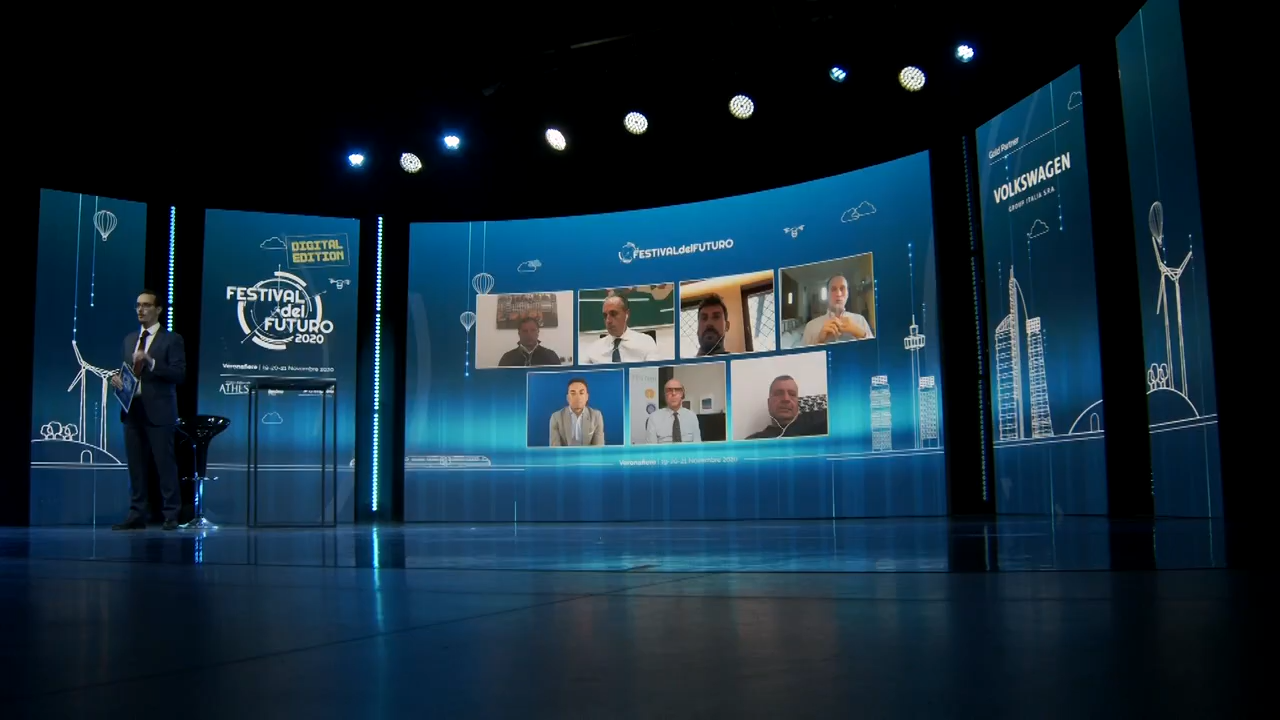 DIGITAL
EDITION
FESTIVAL
del
FUTURO
2020
Veronafiere | 19-20-21 Novembre 2020
FESTIVALdelFUTURO
Veronafiere | 19-20-21 Novembre 2020
Gold Partner
VOLKSWAGEN
GROUP ITALIA S.P.A.